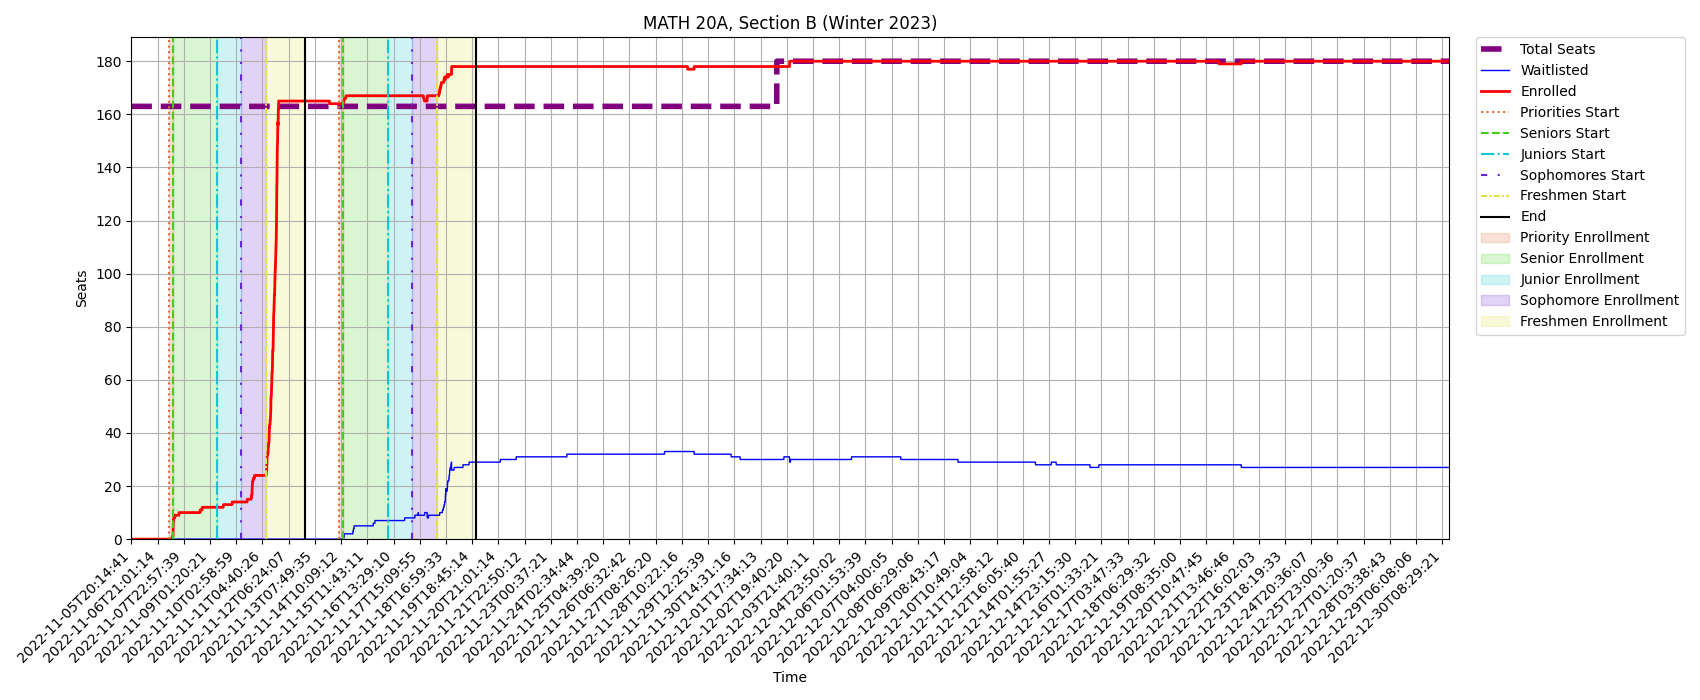 MATH 20A, Section B (Winter 2023)
Seats
180
160
140
120
100
80
60
40
20
0
2022-11-05T20:14:41
2022-11-06T21:01:14
2022-11-07T22:57:39
2022-11-09T01:20:21
2022-11-10T02:58:59
2022-11-11T04:40:26
2022-11-12T06:24:07
2022-11-13T07:49:35
2022-11-14T10:09:12
2022-11-15T11:43:11
2022-11-16T13:29:10
2022-11-17T15:09:55
2022-11-18T16:59:33
2022-11-19T18:45:14
2022-11-20T21:01:14
2022-11-21T22:50:12
2022-11-23T00:37:21
2022-11-24T02:34:44
2022-11-25T04:39:20
2022-11-26T06:32:42
2022-11-27T08:26:20
2022-11-28T10:22:16
2022-11-29T12:25:39
2022-11-30T14:31:16
2022-12-01T17:34:13
2022-12-02T19:40:20
2022-12-03T21:40:11
2022-12-04T23:50:02
2022-12-06T01:53:39
2022-12-07T04:00:05
2022-12-08T06:29:06
2022-12-09T08:43:17
2022-12-10T10:49:04
2022-12-11T12:58:12
2022-12-12T16:05:40
2022-12-14T01:55:27
2022-12-14T23:15:30
2022-12-16T01:33:21
2022-12-17T03:47:33
2022-12-18T06:29:32
2022-12-19T08:35:00
2022-12-20T10:47:45
2022-12-21T13:46:46
2022-12-22T16:02:03
2022-12-23T18:19:33
2022-12-24T20:36:07
2022-12-25T23:00:36
2022-12-27T01:20:37
2022-12-28T03:38:43
2022-12-29T06:08:06
2022-12-30T08:29:21
Time
Total Seats
Waitlisted
Enrolled
Priorities Start
Seniors Start
Juniors Start
Sophomores Start
Freshmen Start
End
Priority Enrollment
Senior Enrollment
Junior Enrollment
Sophomore Enrollment
Freshmen Enrollment